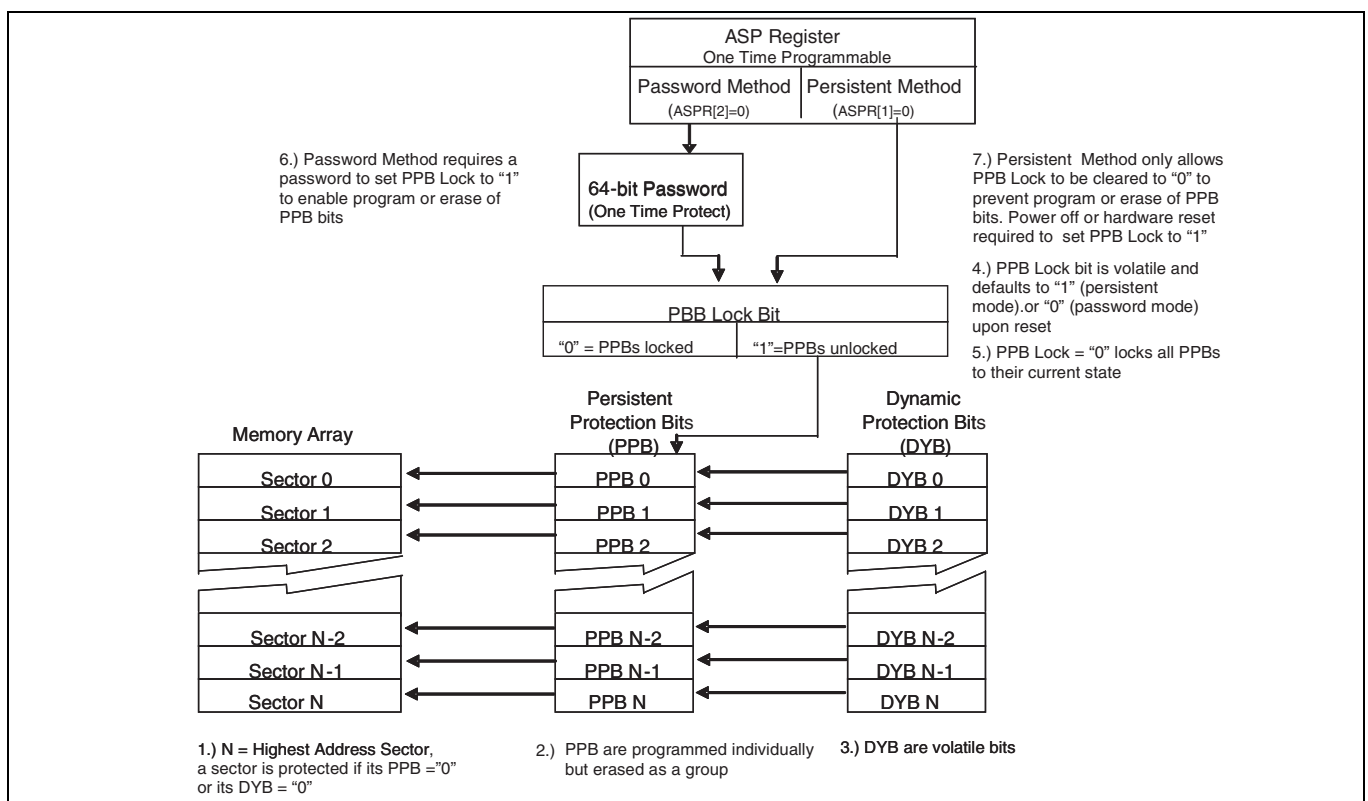 ASP Register
One Time Programmable
Password Method
(ASPR[2]=0)
Persistent Method
(ASPR[1]=0)
6.) Password Method requires a
password to set PPB Lock to “1”
to enable program or erase of
PPB bits
64-bit Password
(One Time Protect)
7.) Persistent Method only allows
PPB Lock to be cleared to “0” to
prevent program or erase of PPB
bits. Power off or hardware reset
required to set PPB Lock to “1”
4.) PPB Lock bit is volatile and
defaults to “1” (persistent
mode).or “0” (password mode)
upon reset
5.) PPB Lock = “0” locks all PPBs
to their current state
PBB Lock Bit
“0” = PPBs locked
“1”=PPBs unlocked
Memory Array
Persistent
Protection Bits
(PPB)
Dynamic
Protection Bits
(DYB)
Sector 0
PPB 0
DYB 0
Sector 1
PPB 1
DYB 1
Sector 2
PPB 2
DYB 2
Sector N-2
PPB N-2
DYB N-2
Sector N-1
PPB N-1
DYB N-1
Sector N
PPB N
DYB N
1.) N = Highest Address Sector,
a sector is protected if its PPB =”0”
or its DYB = “0”
2.) PPB are programmed individually
but erased as a group
3.) DYB are volatile bits